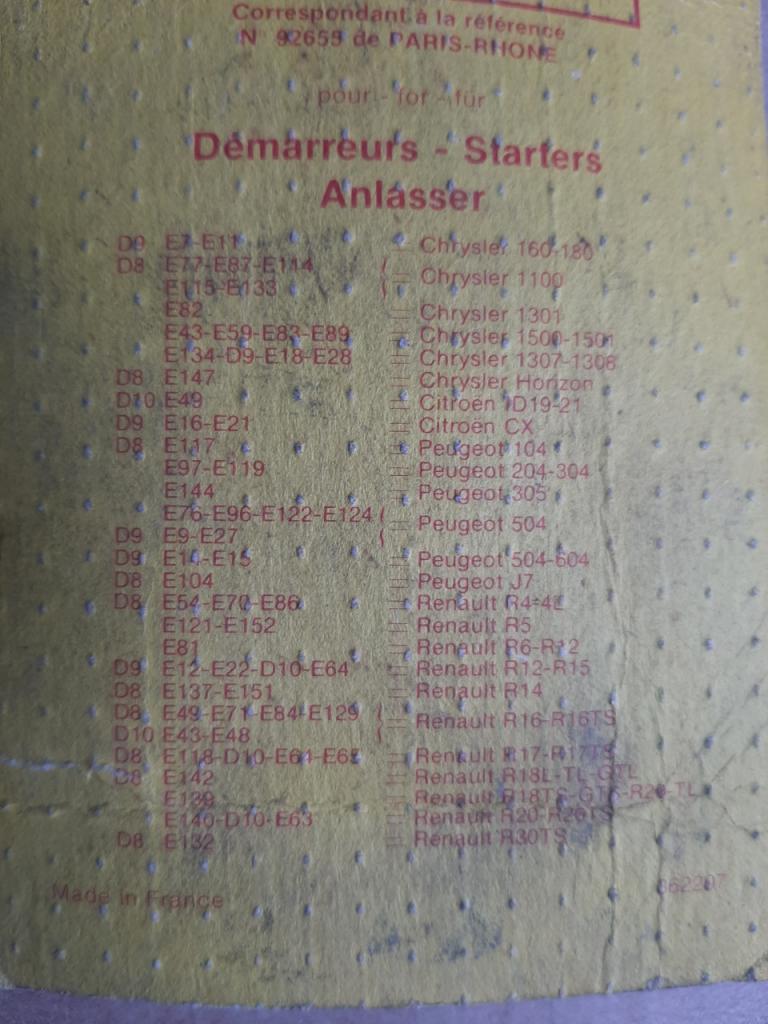 Correspondant à la référence
N° 92655 de PARIS-RHONE
pour - for - für
Démarreurs - Starters
Anlasser
D9 E7-E11 = Chrysler 160-180
D8 E77-E87-E114
E115-E133 = Chrysler 1100
E82 = Chrysler 1301
E43-E59-E83-E89 = Chrysler 1500-1501
E134-D9-E18-E28 = Chrysler 1307-1308
D8 E147 = Chrysler Horizon
D10 E49 = Citroën ID19-21
D9 E16-E21 = Citroën CX
D8 E117 = Peugeot 104
E97-E119 = Peugeot 204-304
E144 = Peugeot 305
E76-E96-E122-E124
D9 E9-E27 = Peugeot 504
D9 E14-E15 = Peugeot 504-604
D8 E104 = Peugeot J7
D8 E54-E70-E86 = Renault R4-4L
E121-E152 = Renault R5
E81 = Renault R6-R12
D9 E12-E22-D10-E64 = Renault R12-R15
D8 E137-E151 = Renault R14
D8 E49-E71-E84-E129
D10 E43-E48 = Renault R16-R16TS
D8 E118-D10-E61-E65 = Renault R17-R17TS
D8 E142 = Renault R18L-TL-GTL
E139 = Renault R18TS-GTS-R20-TL
E140-D10-E63 = Renault R20-R20TS
D8 E132 = Renault R30TS
Made in France